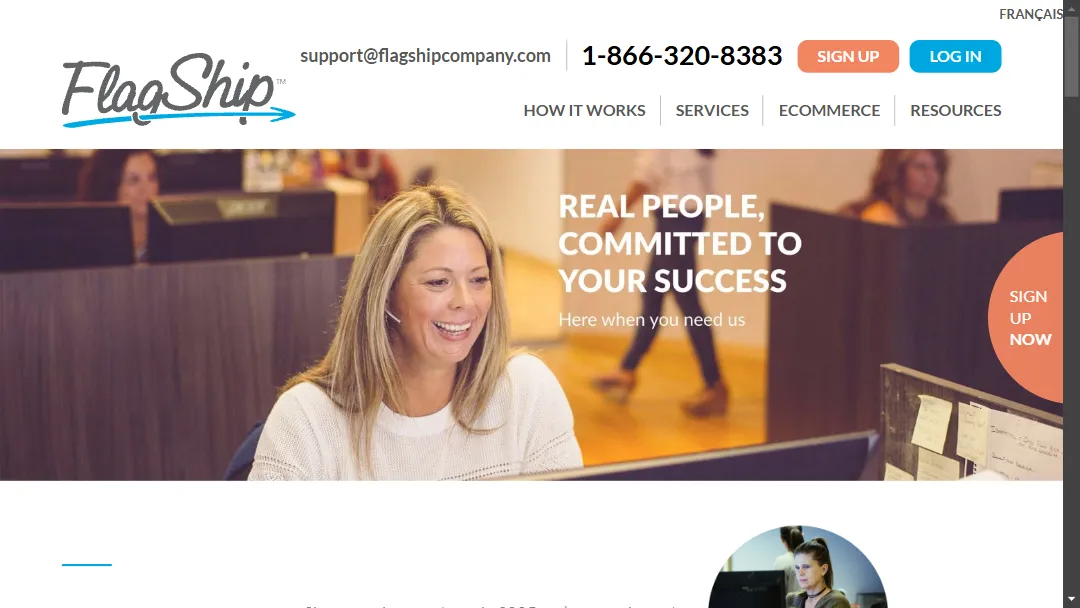 FRANÇAIS
support@flagshipcompany.com
1-866-320-8383
SIGN UP
LOG IN
FlagShip™
HOW IT WORKS
SERVICES
ECOMMERCE
RESOURCES
REAL PEOPLE,
COMMITTED TO
YOUR SUCCESS
Here when you need us
SIGN
UP
NOW